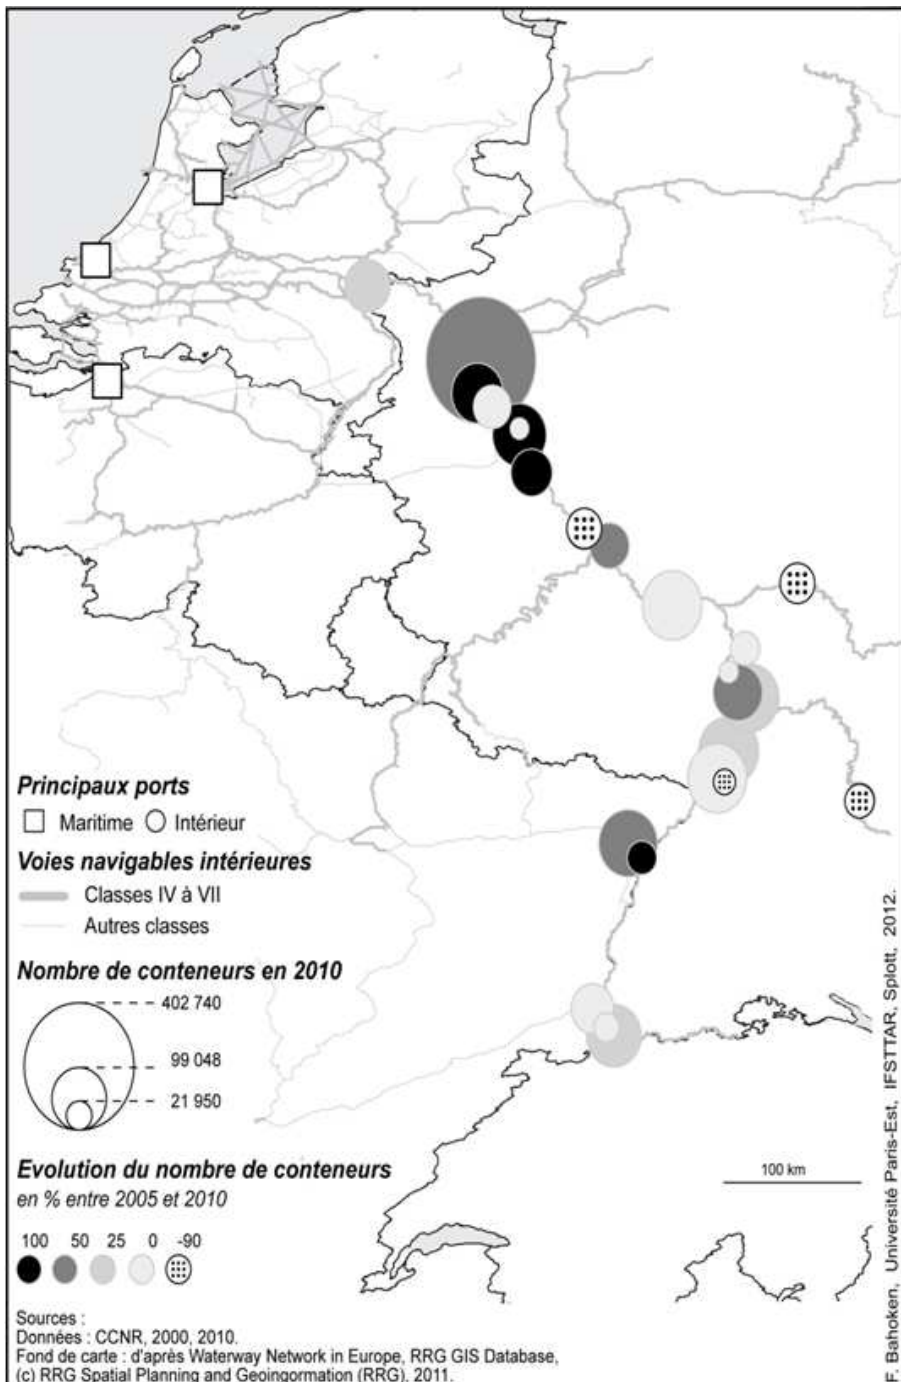 Principaux ports
Maritime Intérieur
Voies navigables intérieures
Classes IV à VII
Autres classes
Nombre de conteneurs en 2010
402 740
99 048
21 950
Evolution du nombre de conteneurs
en % entre 2005 et 2010
100 50 25 0 -90
100 km
Sources :
Données : CCNR, 2000, 2010.
Fond de carte : d'après Waterway Network in Europe, RRG GIS Database,
(c) RRG Spatial Planning and Geoingormation (RRG), 2011.
F. Bahoken, Université Paris-Est, IFSTTAR, Splott, 2012.